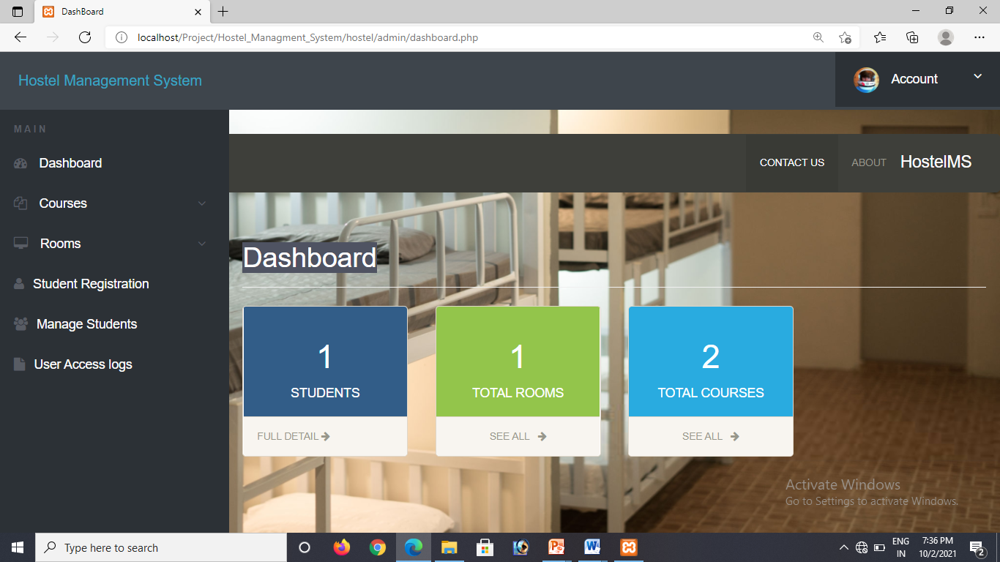 DashBoard
localhost/Project/Hostel_Managment_System/hostel/admin/dashboard.php
Hostel Management System
Account
MAIN
Dashboard
Courses
Rooms
Student Registration
Manage Students
User Access logs
CONTACT US
ABOUT
HostelMS
Dashboard
1
STUDENTS
FULL DETAIL
1
TOTAL ROOMS
SEE ALL
2
TOTAL COURSES
SEE ALL
Activate Windows
Go to Settings to activate Windows.
Type here to search
ENG
IN
7:36 PM
10/2/2021
2